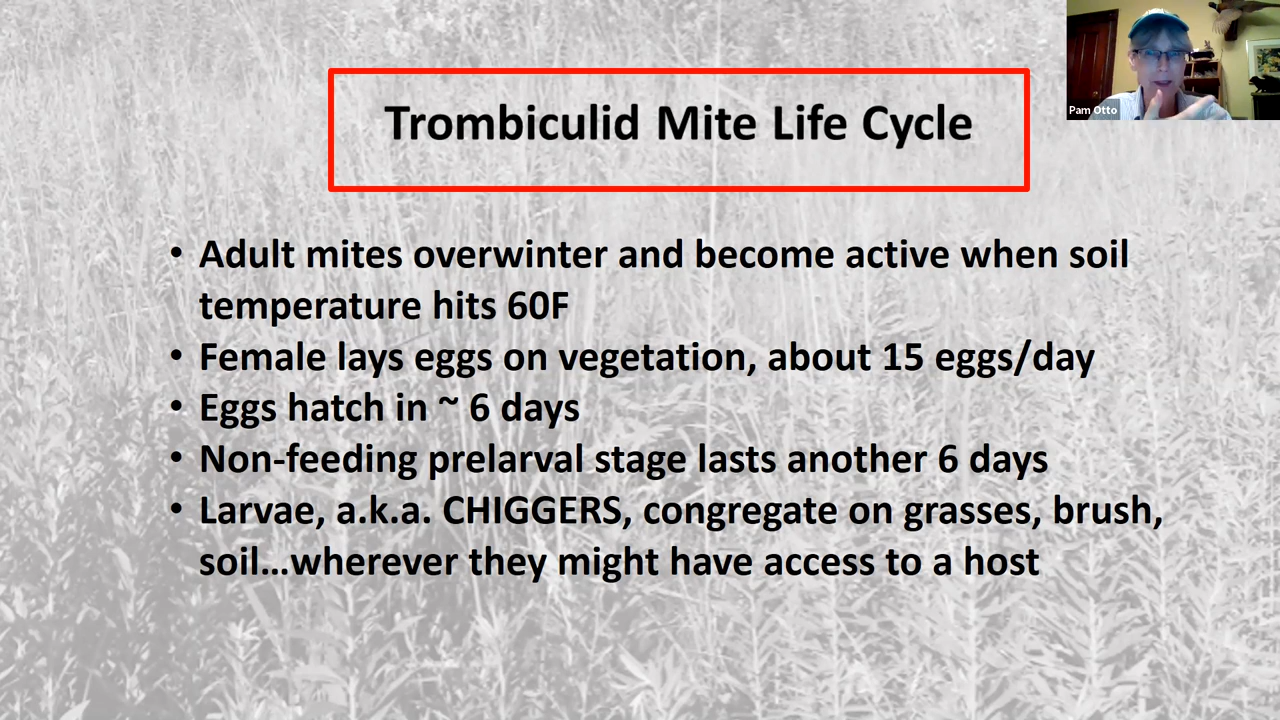 Trombiculid Mite Life Cycle
Pam Otto
• Adult mites overwinter and become active when soil
temperature hits 60F
• Female lays eggs on vegetation, about 15 eggs/day
• Eggs hatch in ~ 6 days
• Non-feeding prelarval stage lasts another 6 days
• Larvae, a.k.a. CHIGGERS, congregate on grasses, brush,
soil…wherever they might have access to a host